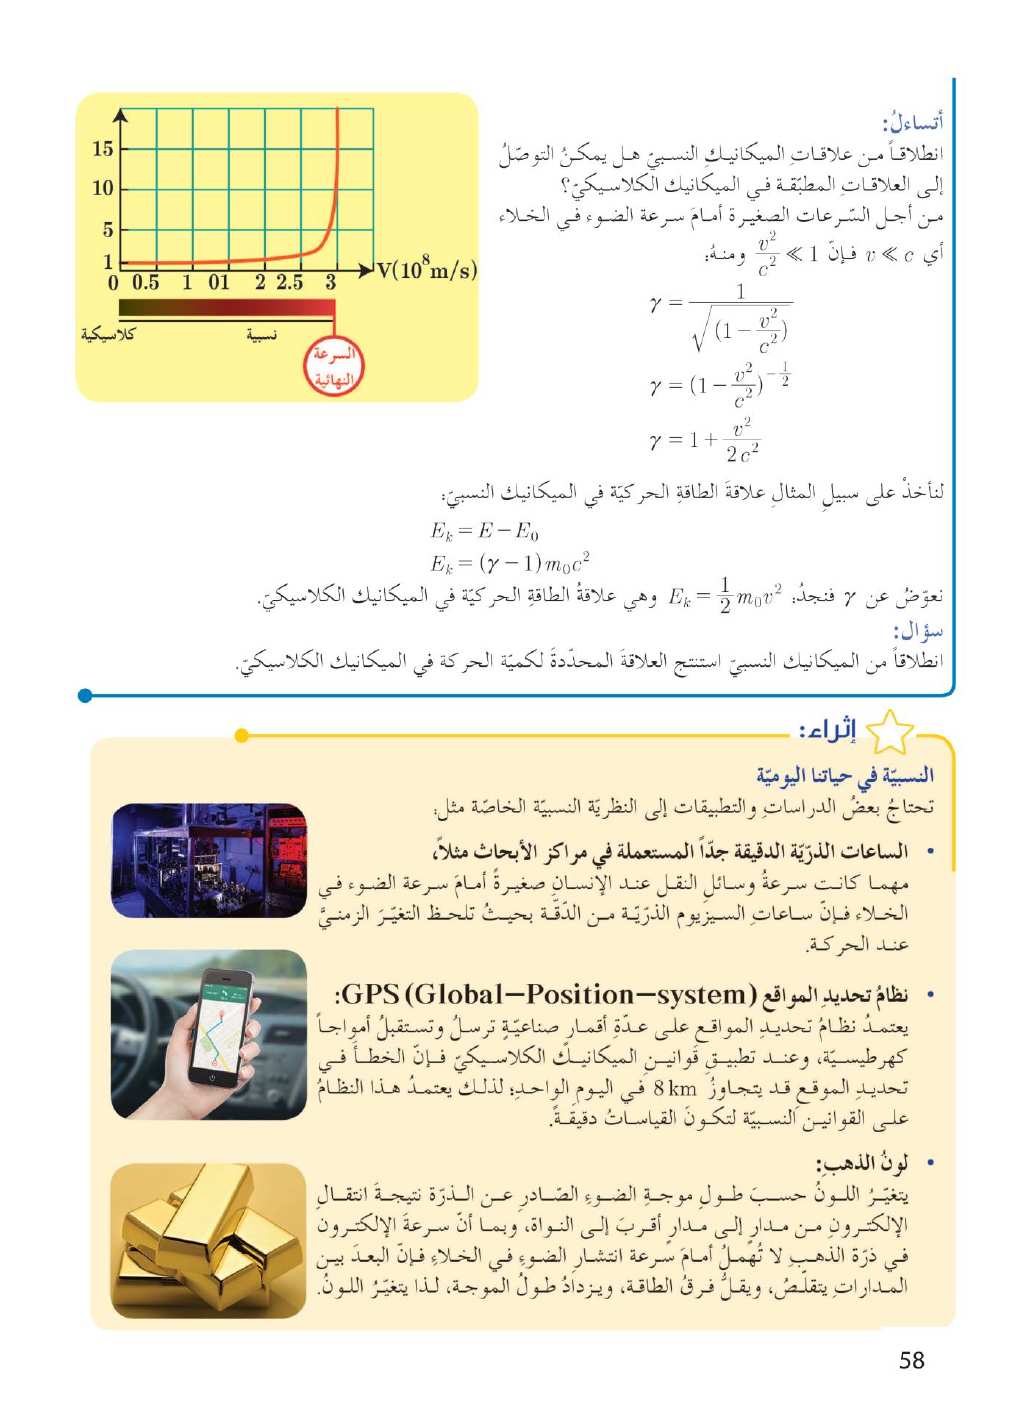 أتساءلُ:
انطلاقاً من علاقاتِ الميكانيكِ النسبيّ هل يمكنُ التوصّلُ
إلى العلاقاتِ المطبّقة في الميكانيك الكلاسيكيّ؟
من أجل السّرعات الصغيرة أمامَ سرعة الضوء في الخلاء
أي v ≪ c فإنّ v²/c² ≪ 1 ومنهُ:
γ = 1/√(1 − v²/c²)
γ = (1 − v²/c²)^(−1/2)
γ = 1 + v²/2c²
15
10
5
1
0 0.5 1 01 2 2.5 3
V(10⁸m/s)
كلاسيكية
نسبية
السرعة
النهائية
لنأخذْ على سبيلِ المثالِ علاقةَ الطاقةِ الحركيّة في الميكانيك النسبيّ:
Eₖ = E − E₀
Eₖ = (γ − 1) m₀c²
نعوّضُ عن γ فنجدُ: Eₖ = 1/2 m₀v² وهي علاقةُ الطاقةِ الحركيّة في الميكانيك الكلاسيكيّ.
سؤال:
انطلاقاً من الميكانيك النسبيّ استنتج العلاقةَ المحدّدةَ لكميّة الحركة في الميكانيك الكلاسيكيّ.
إثراء:
النسبيّة في حياتنا اليوميّة
تحتاجُ بعضُ الدراساتِ والتطبيقات إلى النظريّة النسبيّة الخاصّة مثل:
• الساعات الذرّيّة الدقيقة جدّاً المستعملة في مراكز الأبحاث مثلاً،
مهما كانت سرعةُ وسائلِ النقل عند الإنسانِ صغيرةً أمامَ سرعة الضوء في
الخلاء فإنّ ساعاتِ السيزيوم الذرّيّة من الدّقّة بحيثُ تلحظ التغيّرَ الزمنيَّ
عند الحركة.
• نظامُ تحديدِ المواقع GPS (Global–Position–system):
يعتمدُ نظامُ تحديدِ المواقع على عدّةِ أقمارٍ صناعيّةٍ ترسلُ وتستقبلُ أمواجاً
كهرطيسيّة، وعند تطبيقِ قوانينِ الميكانيك الكلاسيكيّ فإنّ الخطأَ في
تحديدِ الموقعِ قد يتجاوزُ 8 km في اليومِ الواحدِ؛ لذلك يعتمدُ هذا النظامُ
على القوانين النسبيّة لتكونَ القياساتُ دقيقةً.
• لونُ الذهبِ:
يتغيّرُ اللونُ حسبَ طولِ موجةِ الضوءِ الصّادرِ عن الذرّة نتيجةَ انتقالِ
الإلكترونِ من مدارٍ إلى مدارٍ أقربَ إلى النواة، وبما أنّ سرعةَ الإلكترون
في ذرّة الذهبِ لا تُهملُ أمامَ سرعة انتشارِ الضوءِ في الخلاءِ فإنّ البعدَ بين
المداراتِ يتقلّصُ، ويقلُّ فرقُ الطاقة، ويزدادُ طولُ الموجة، لذا يتغيّرُ اللونُ.
58